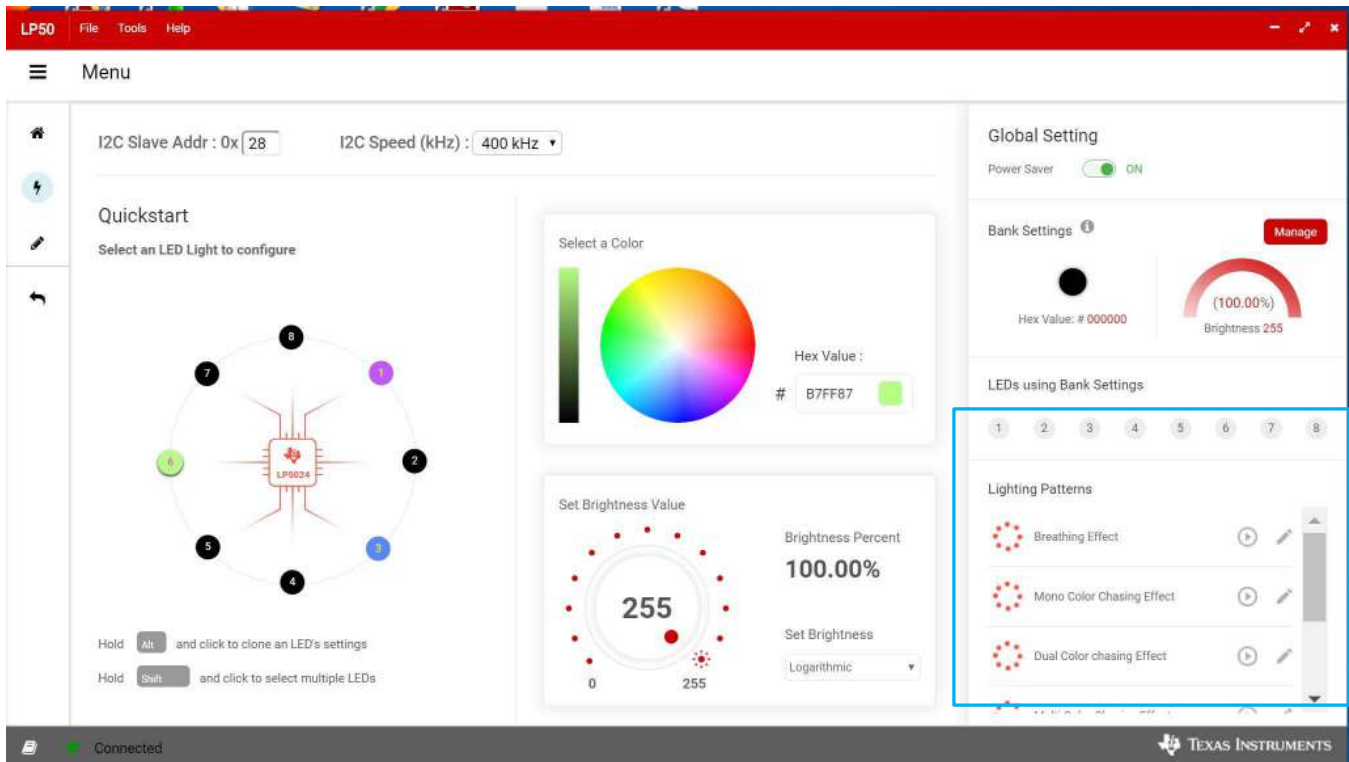 LP50 File Tools Help
Menu
I2C Slave Addr : 0x 28 I2C Speed (kHz) : 400 kHz
Quickstart
Select an LED Light to configure
8
7
1
6
LP5024
2
5
3
4
Hold Alt and click to clone an LED's settings
Hold Shift and click to select multiple LEDs
Select a Color
Hex Value :
# B7FF87
Set Brightness Value
255
0 255
Brightness Percent
100.00%
Set Brightness
Logarithmic
Global Setting
Power Saver ON
Bank Settings Manage
Hex Value: # 000000
(100.00%)
Brightness 255
LEDs using Bank Settings
1 2 3 4 5 6 7 8
Lighting Patterns
Breathing Effect
Mono Color Chasing Effect
Dual Color chasing Effect
Connected
TEXAS INSTRUMENTS